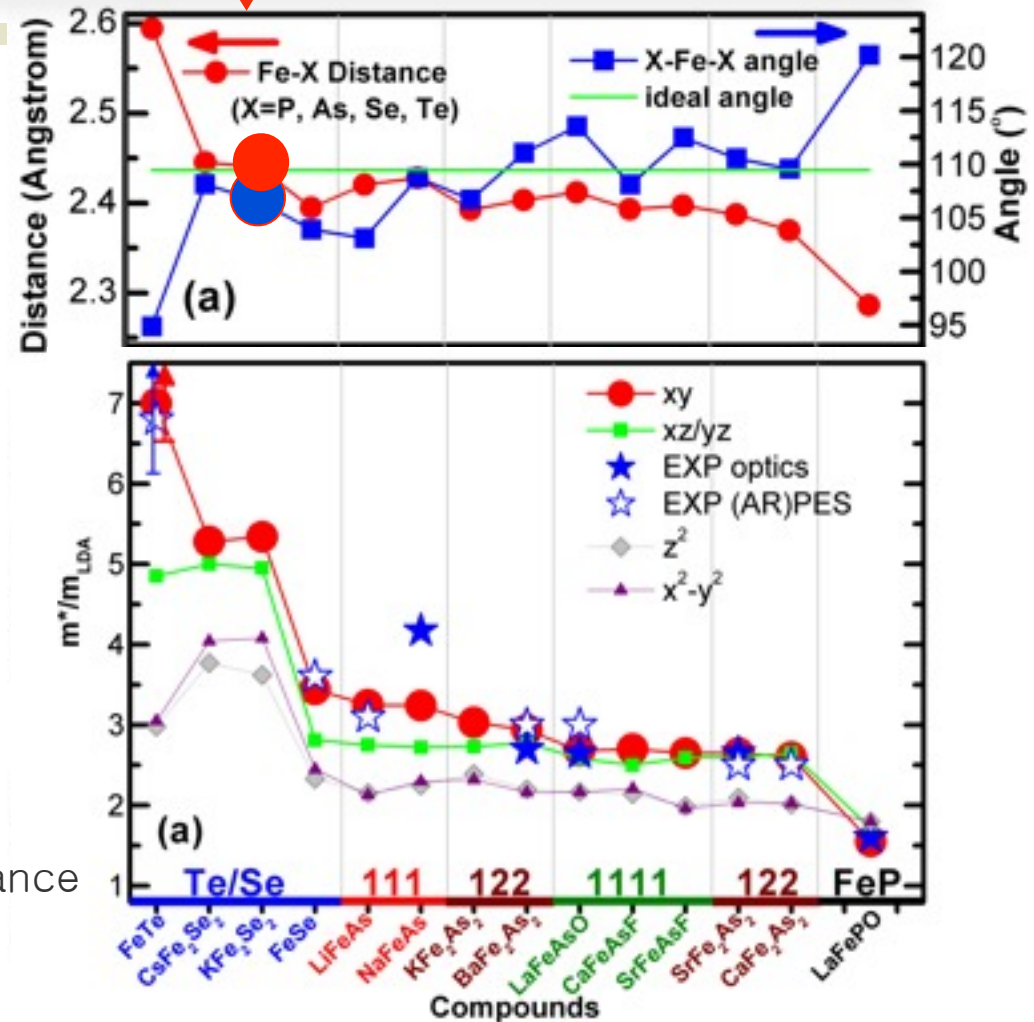 2.6
2.5
2.4
2.3
Distance (Angstrom)
Fe-X Distance
(X=P, As, Se, Te)
X-Fe-X angle
ideal angle
120
115
110
105
100
95
Angle (°)
(a)
7
6
5
4
3
2
1
m*/m_LDA
xy
xz/yz
EXP optics
EXP (AR)PES
z²
x²-y²
(a)
ance
Te/Se 111 122 1111 122 FeP
FeTe
CsFe₂Se₂
KFe₂Se₂
FeSe
LiFeAs
NaFeAs
KFe₂As₂
BaFe₂As₂
LaFeAsO
CaFeAsF
SrFeAsF
SrFe₂As₂
CaFe₂As₂
LaFePO
Compounds